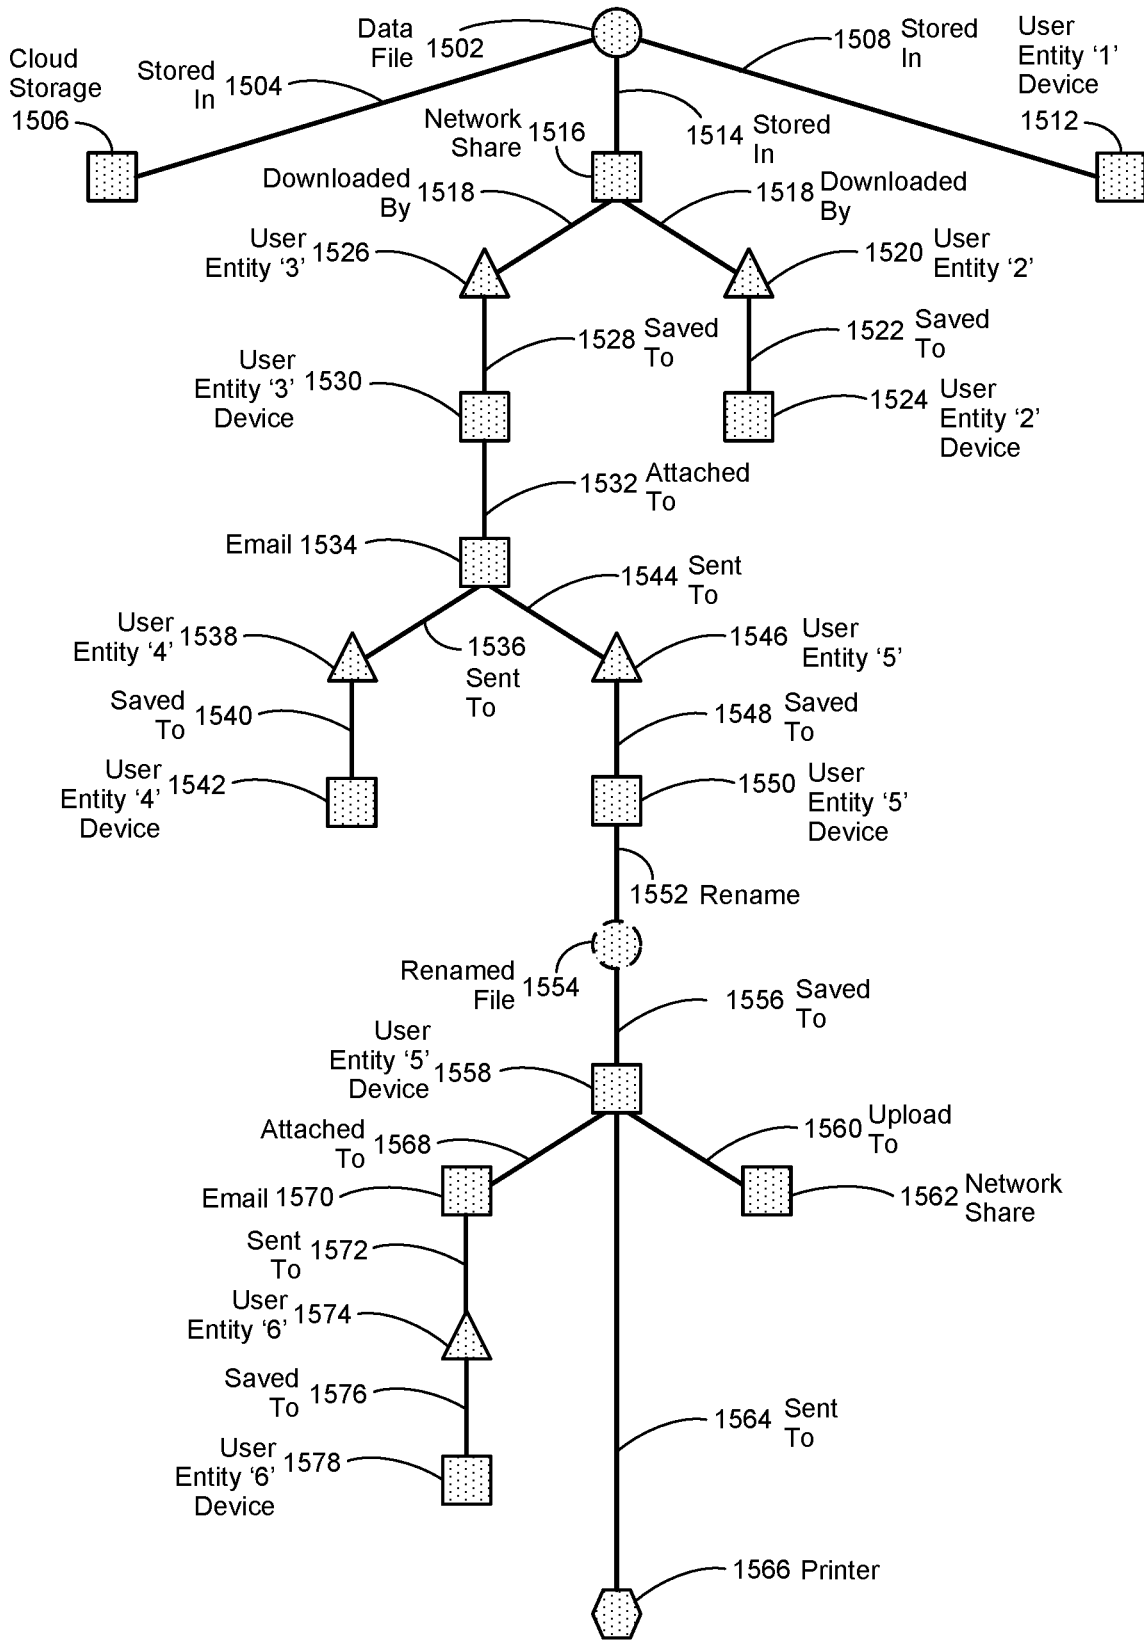 Data
File 1502
1508 Stored
In
User
Entity ‘1’
Device
1512
Cloud
Storage
1506
Stored
In 1504
Network
Share 1516
1514 Stored
In
Downloaded
By 1518
1518 Downloaded
By
User
Entity ‘3’ 1526
1520 User
Entity ‘2’
1528 Saved
To
1522 Saved
To
User
Entity ‘3’ 1530
Device
1524 User
Entity ‘2’
Device
1532 Attached
To
Email 1534
1544 Sent
To
User
Entity ‘4’ 1538
1536
Sent
To
1546 User
Entity ‘5’
Saved
To 1540
1548 Saved
To
User
Entity ‘4’ 1542
Device
1550 User
Entity ‘5’
Device
1552 Rename
Renamed
File 1554
1556 Saved
To
User
Entity ‘5’
Device 1558
Attached
To 1568
1560 Upload
To
Email 1570
1562 Network
Share
Sent
To 1572
User
Entity ‘6’ 1574
Saved
To 1576
1564 Sent
To
User
Entity ‘6’ 1578
Device
1566 Printer